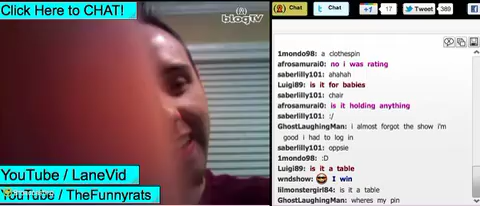 Click Here to CHAT!
blogTV
YouTube / LaneVid
YouTube / TheFunnyrats
Chat
Chat
+1
17
Tweet
389
1mondo98: a clothespin
afrosamurai0: no i was rating
saberlilly101: ahahah
Luigi89: is it for babies
saberlilly101: chair
afrosamurai0: is it holding anything
saberlilly101: :/
GhostLaughingMan: i almost forgot the show i'm
good i had to log in
saberlilly101: oppsie
1mondo98: :D
Luigi89: is it a table
wndshow: I win
lilmonstergirl84: is it a table
GhostLaughingMan: wheres my pin